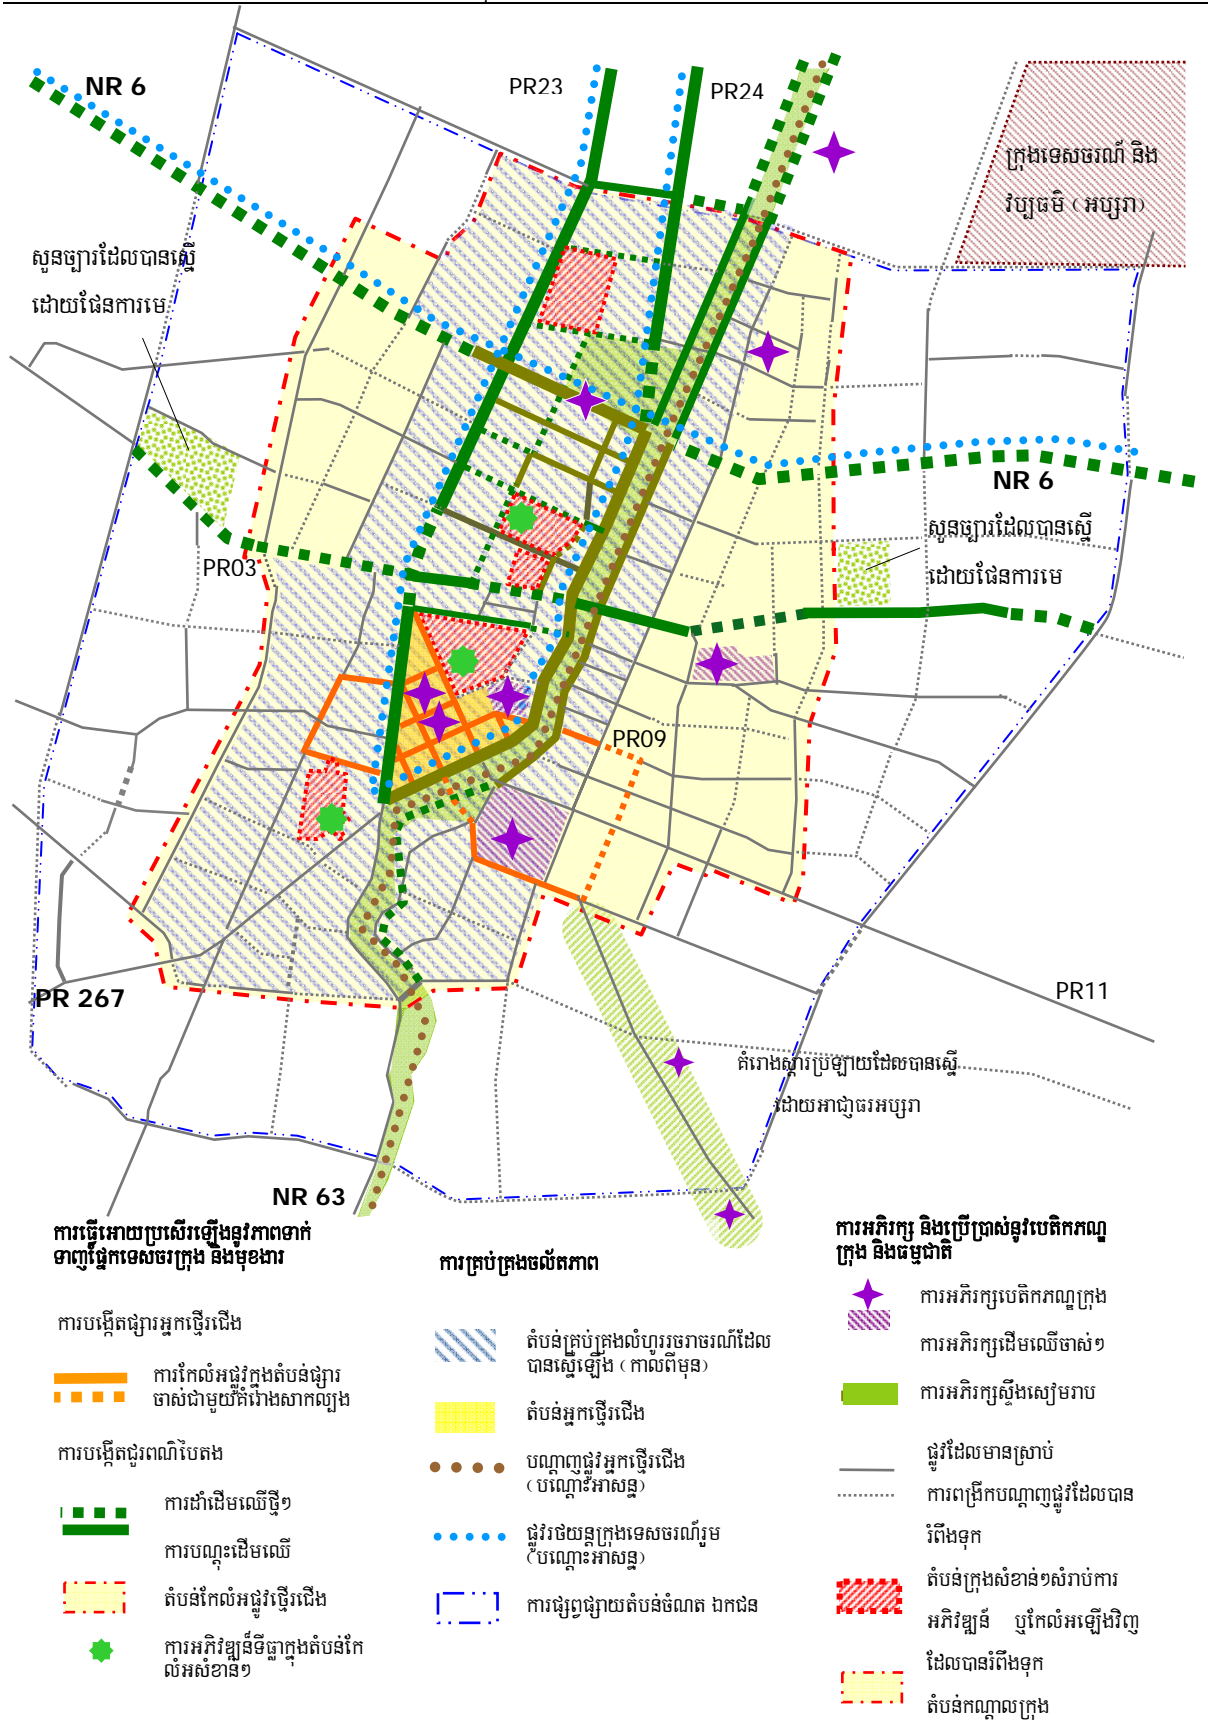 NR 6
PR23
PR24
ក្រុងទេសចរណ៍ និង
វប្បធម៌ (អប្សរា)
សួនច្បារដែលបានស្នើ
ដោយផែនការមេ
NR 6
សួនច្បារដែលបានស្នើ
ដោយផែនការមេ
PR03
PR09
PR 267
PR11
គំរោងស្តារប្រឡាយដែលបានស្នើ
ដោយអាជ្ញាធរអប្សរា
NR 63
ការធ្វើអោយប្រសើរឡើងនូវភាពទាក់
ទាញផ្នែកទេសចរក្រុង និងមុខងារ
ការបង្កើតផ្សារអ្នកថ្មើរជើង
ការកែលំអផ្លូវក្នុងតំបន់ផ្សារ
ចាស់ជាមួយគំរោងសាកល្បង
ការបង្កើតជួរពណ៌បៃតង
ការដាំដើមឈើថ្មីៗ
ការបណ្តុះដើមឈើ
តំបន់កែលំអផ្លូវថ្មើរជើង
ការអភិវឌ្ឍន៍ទីធ្លាក្នុងតំបន់កែ
លំអសំខាន់ៗ
ការគ្រប់គ្រងចល័តភាព
តំបន់គ្រប់គ្រងលំហូរចរាចរណ៍ដែល
បានស្នើឡើង (កាលពីមុន)
តំបន់អ្នកថ្មើរជើង
បណ្តាញផ្លូវអ្នកថ្មើរជើង
(បណ្តោះអាសន្ន)
ផ្លូវរថយន្តក្រុងទេសចរណ៍រួម
(បណ្តោះអាសន្ន)
ការផ្សព្វផ្សាយតំបន់ចំណត ឯកជន
ការអភិរក្ស និងប្រើប្រាស់នូវបេតិកភណ្ឌ
ក្រុង និងធម្មជាតិ
ការអភិរក្សបេតិកភណ្ឌក្រុង
ការអភិរក្សដើមឈើចាស់ៗ
ការអភិរក្សស្ទឹងសៀមរាប
ផ្លូវដែលមានស្រាប់
ការពង្រីកបណ្តាញផ្លូវដែលបាន
រំពឹងទុក
តំបន់ក្រុងសំខាន់ៗសំរាប់ការ
អភិវឌ្ឍន៍ ឬកែលំអឡើងវិញ
ដែលបានរំពឹងទុក
តំបន់កណ្តាលក្រុង